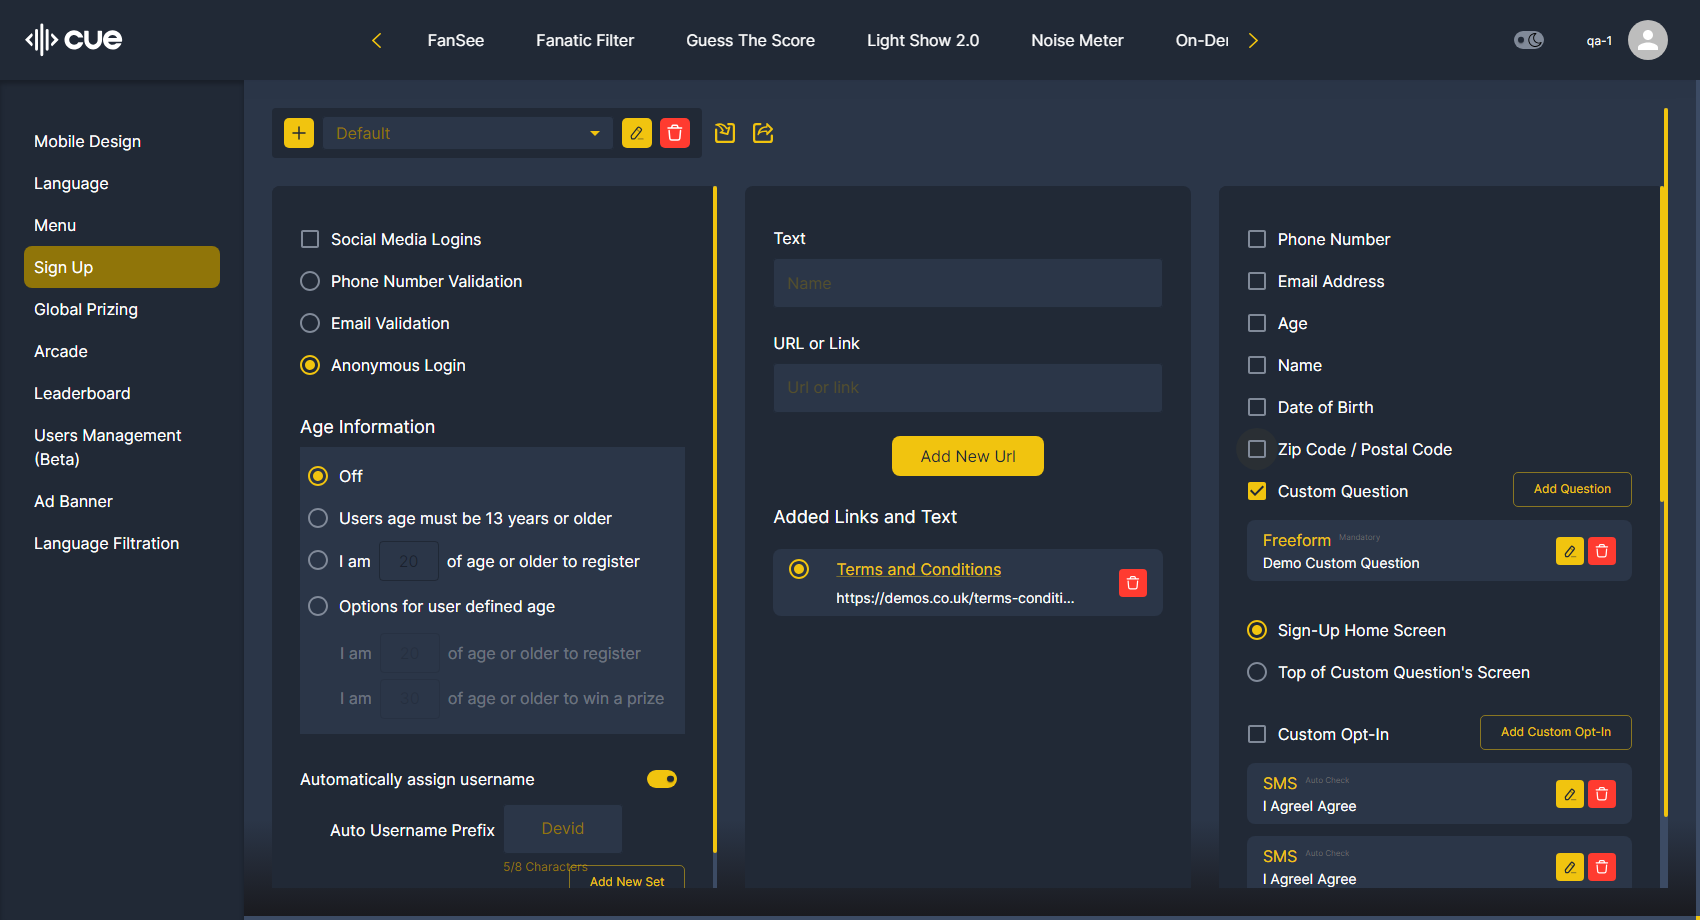 cue
FanSee
Fanatic Filter
Guess The Score
Light Show 2.0
Noise Meter
On-Der
qa-1
Mobile Design
Language
Menu
Sign Up
Global Prizing
Arcade
Leaderboard
Users Management
(Beta)
Ad Banner
Language Filtration
Default
Social Media Logins
Phone Number Validation
Email Validation
Anonymous Login
Age Information
Off
Users age must be 13 years or older
I am 20 of age or older to register
Options for user defined age
I am 20 of age or older to register
I am 30 of age or older to win a prize
Automatically assign username
Auto Username Prefix Devid
5/8 Characters
Add New Set
Text
Name
URL or Link
Url or link
Add New Url
Added Links and Text
Terms and Conditions
https://demos.co.uk/terms-conditi...
Phone Number
Email Address
Age
Name
Date of Birth
Zip Code / Postal Code
Custom Question Add Question
Freeform Mandatory
Demo Custom Question
Sign-Up Home Screen
Top of Custom Question's Screen
Custom Opt-In Add Custom Opt-In
SMS Auto Check
I AgreeI Agree
SMS Auto Check
I AgreeI Agree